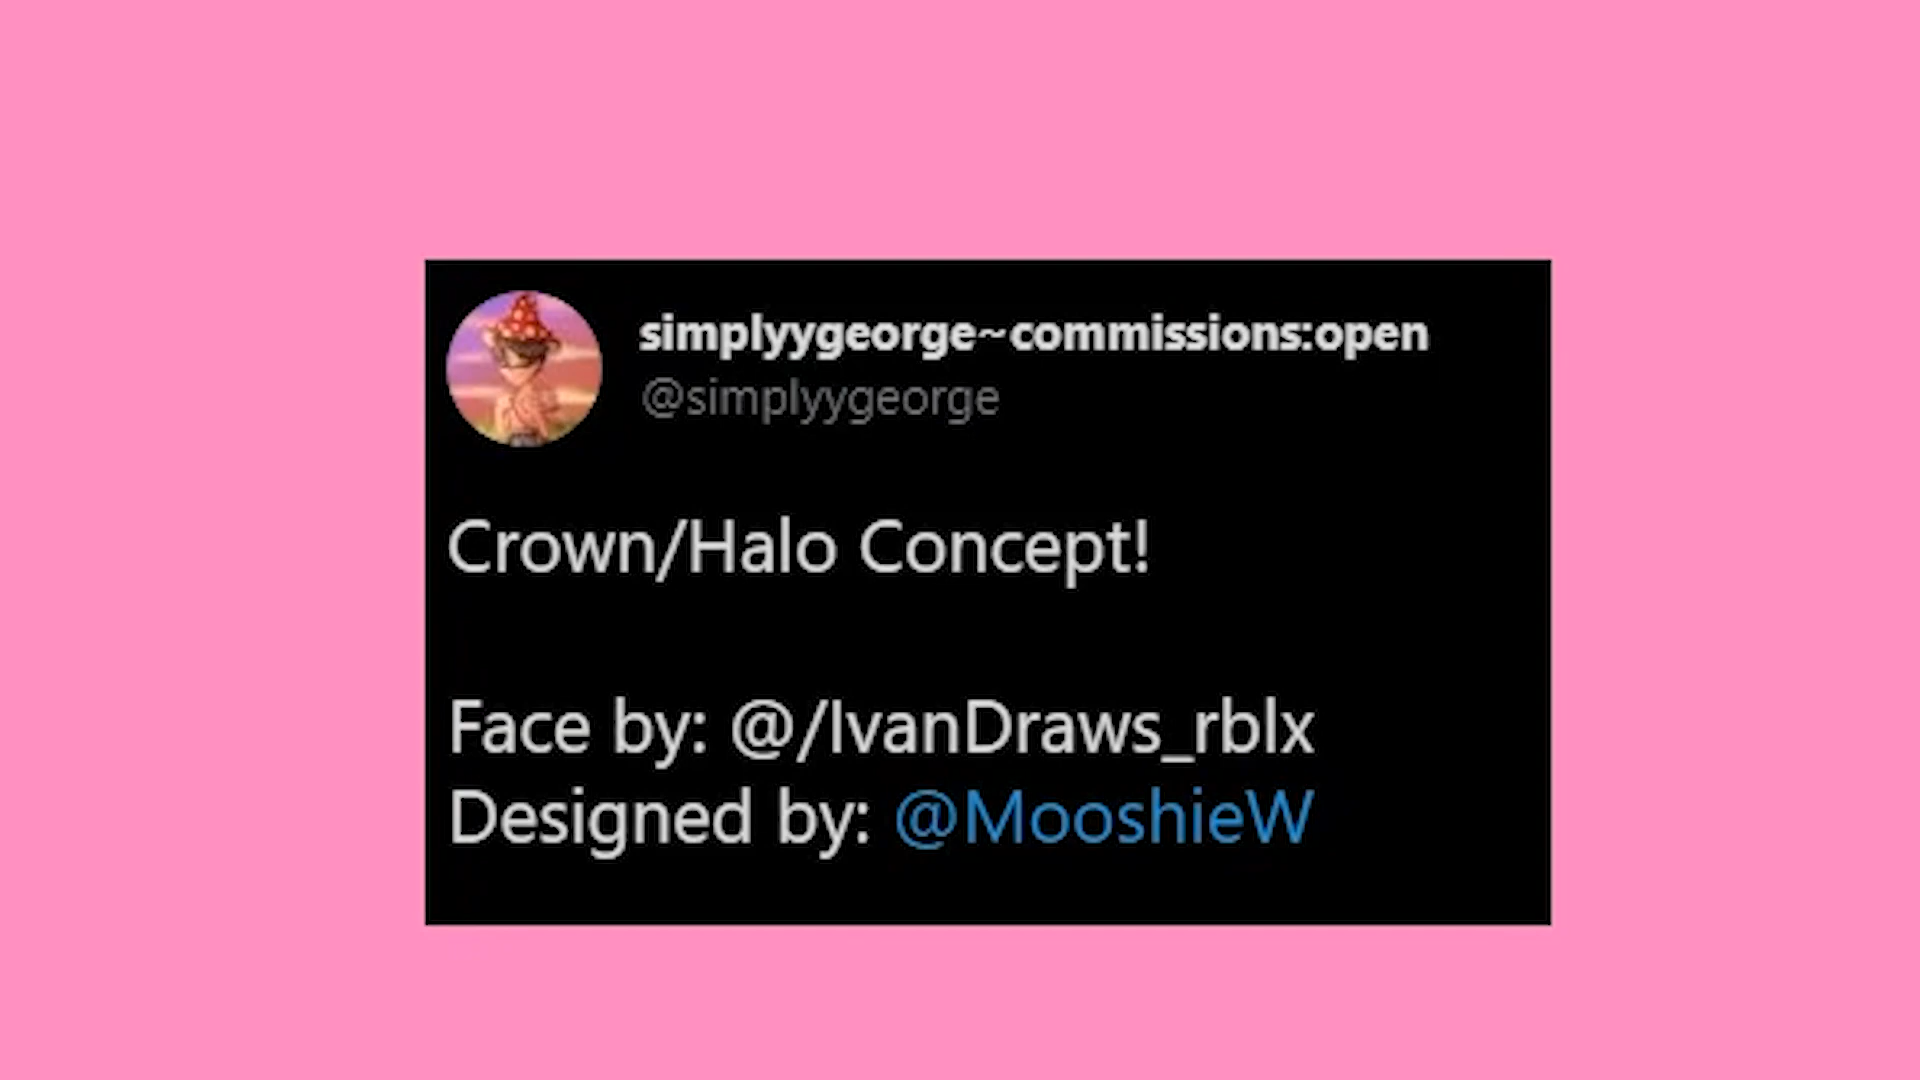 simplyygeorge~commissions:open
@simplyygeorge
Crown/Halo Concept!
Face by: @/IvanDraws_rblx
Designed by: @MooshieW